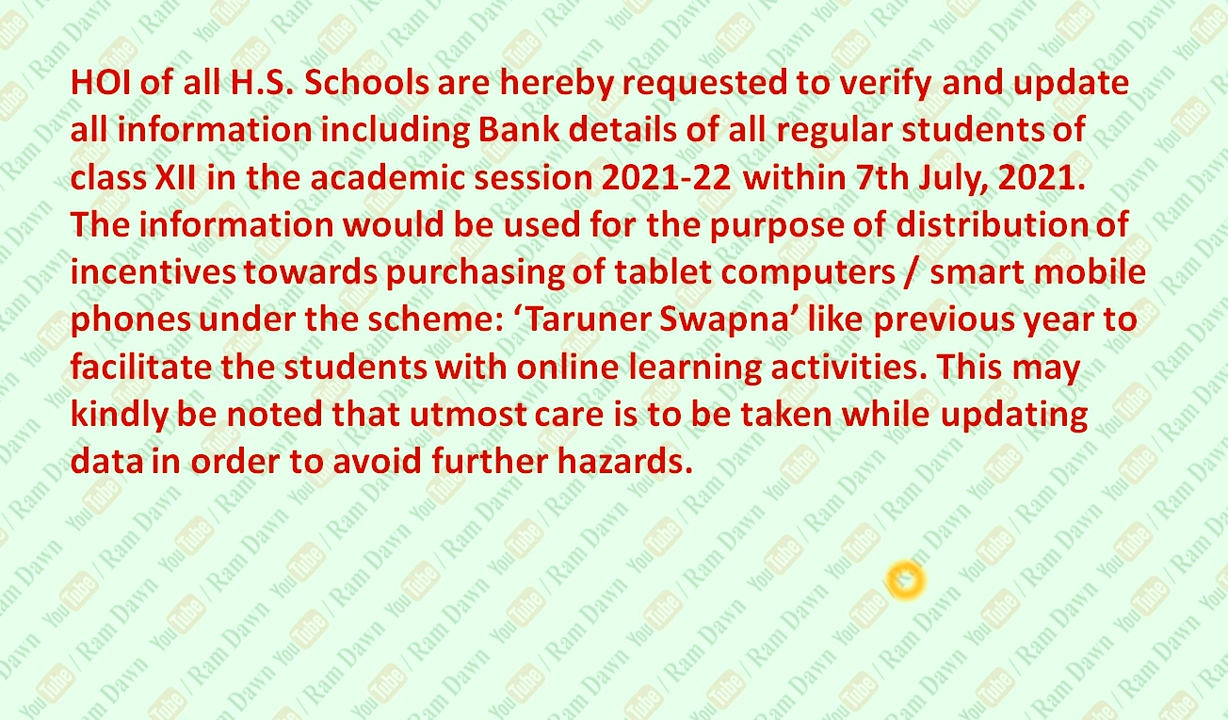 HOI of all H.S. Schools are hereby requested to verify and update
all information including Bank details of all regular students of
class XII in the academic session 2021-22 within 7th July, 2021.
The information would be used for the purpose of distribution of
incentives towards purchasing of tablet computers / smart mobile
phones under the scheme: ‘Taruner Swapna’ like previous year to
facilitate the students with online learning activities. This may
kindly be noted that utmost care is to be taken while updating
data in order to avoid further hazards.
YouTube / Ram Dawn